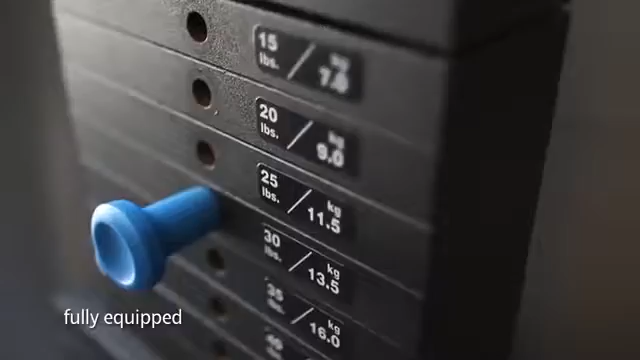 15 lbs. / kg 7.0
20 lbs. / kg 9.0
25 lbs. / kg 11.5
30 lbs. / kg 13.5
35 lbs. / kg 16.0
40
fully equipped